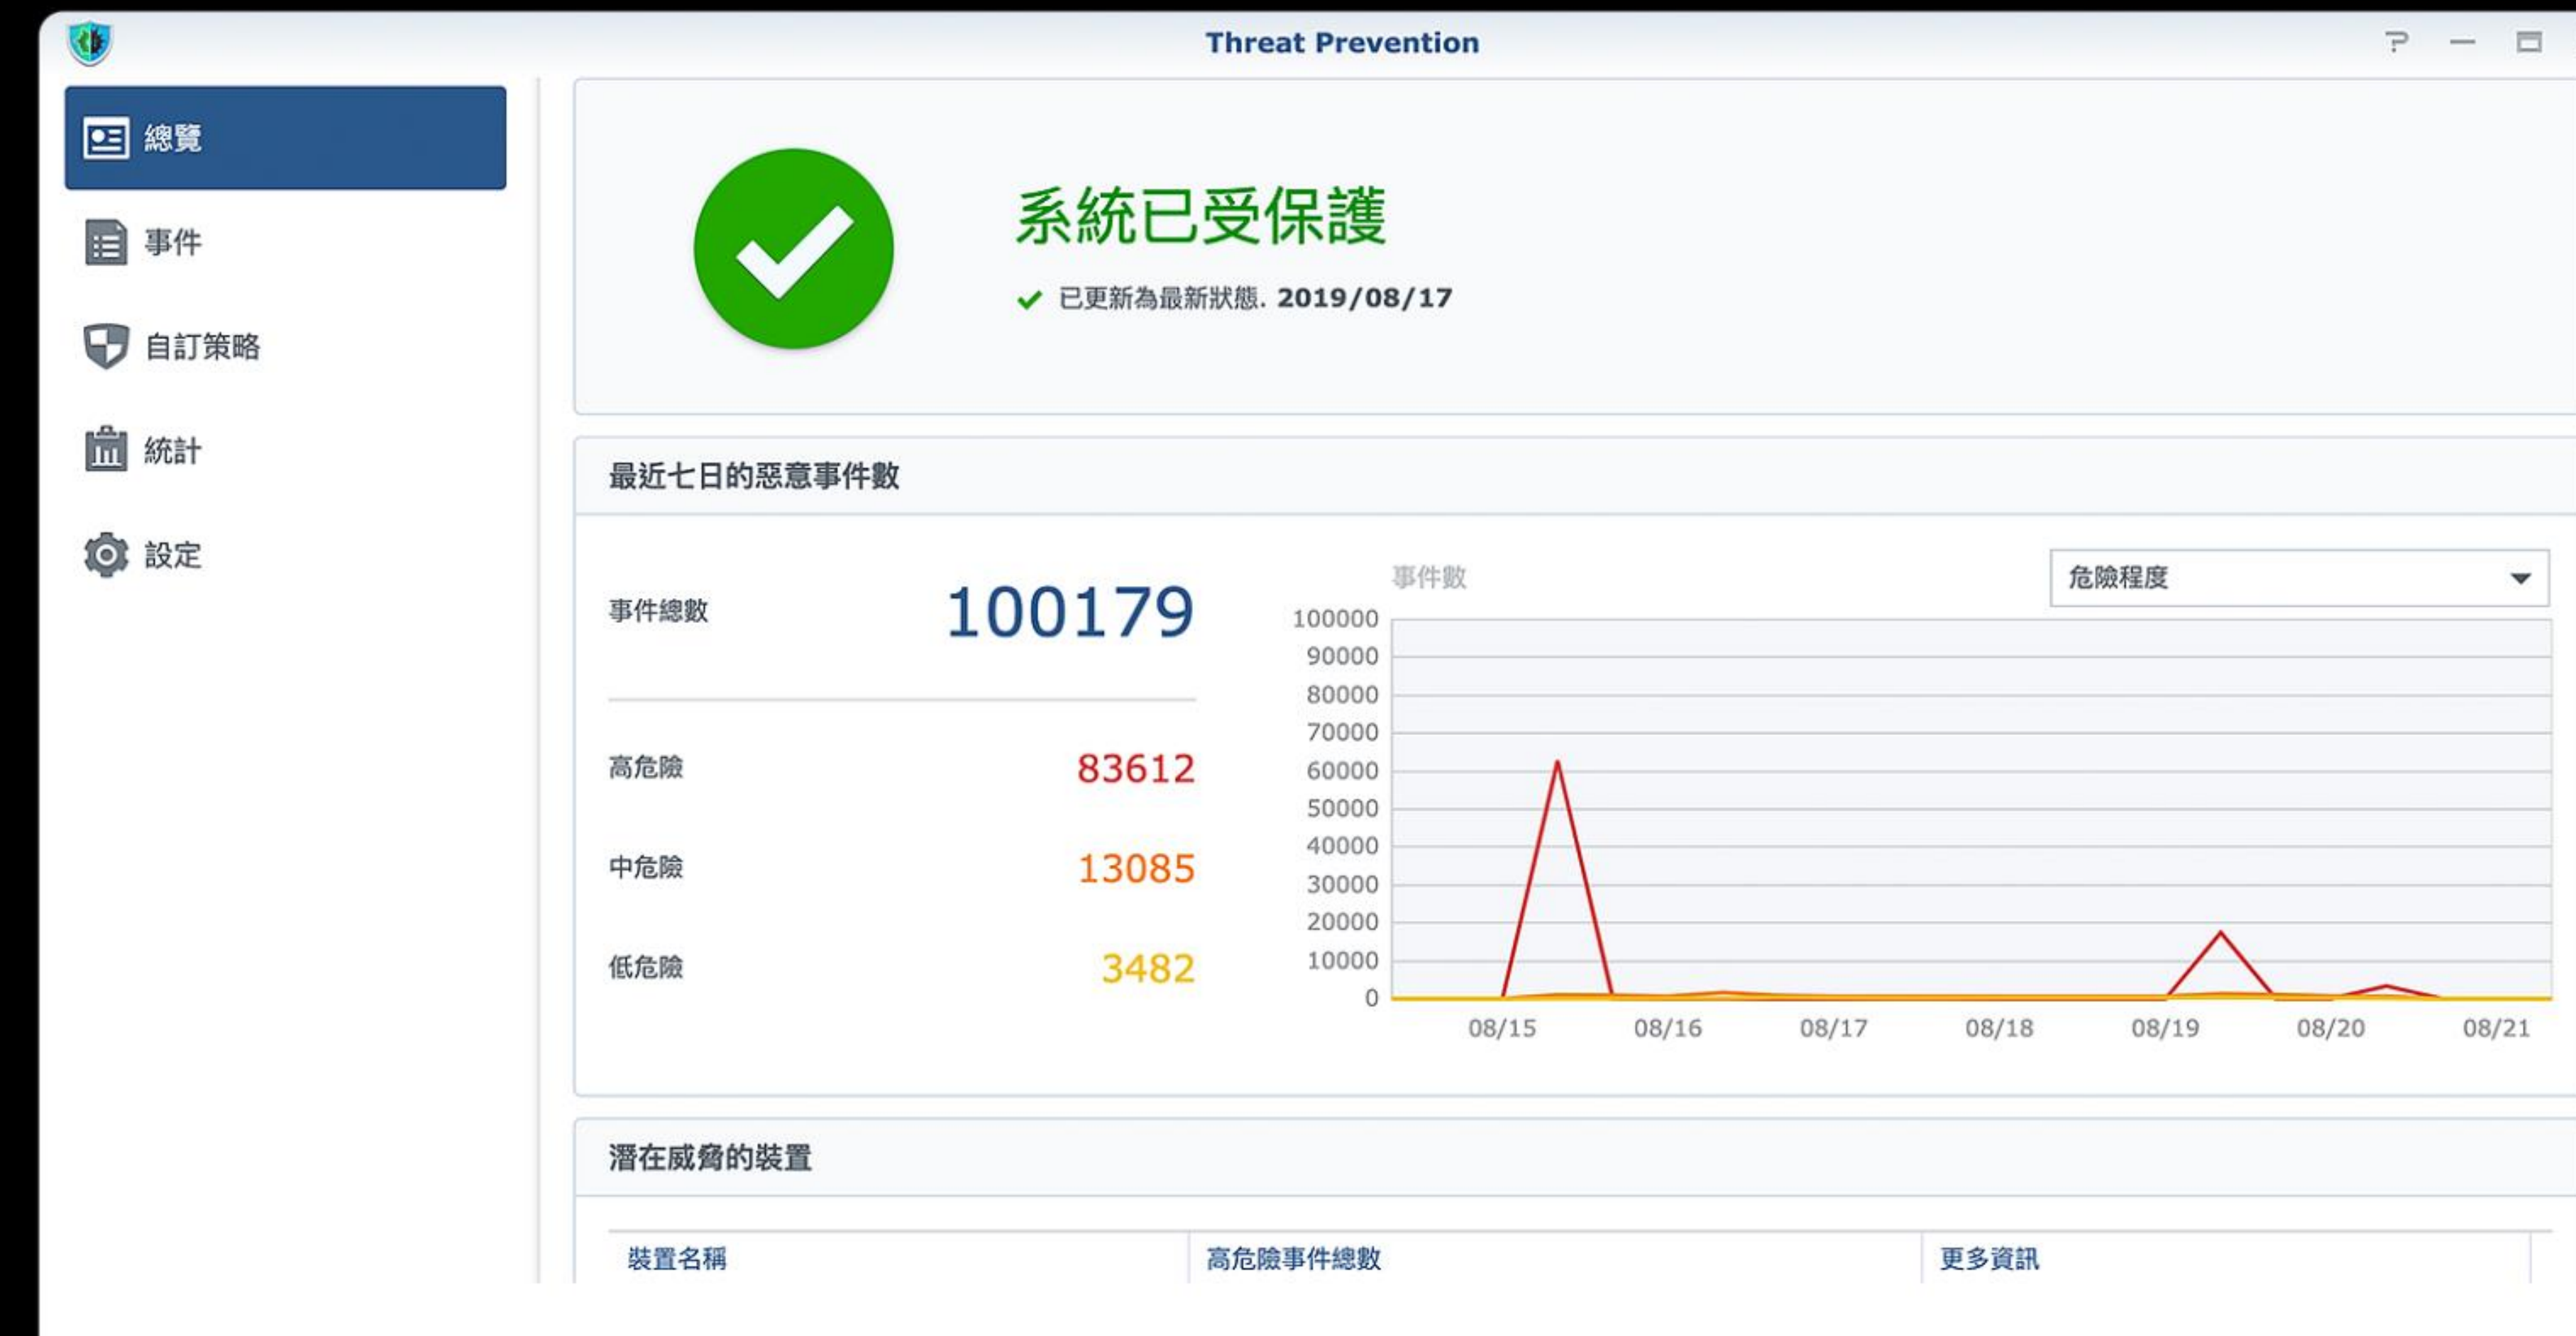 Threat Prevention
總覽
事件
自訂策略
統計
設定
系統已受保護
已更新為最新狀態. 2019/08/17
最近七日的惡意事件數
事件總數 100179
高危險 83612
中危險 13085
低危險 3482
事件數
危險程度
100000
90000
80000
70000
60000
50000
40000
30000
20000
10000
0
08/15 08/16 08/17 08/18 08/19 08/20 08/21
潛在威脅的裝置
裝置名稱 高危險事件總數 更多資訊